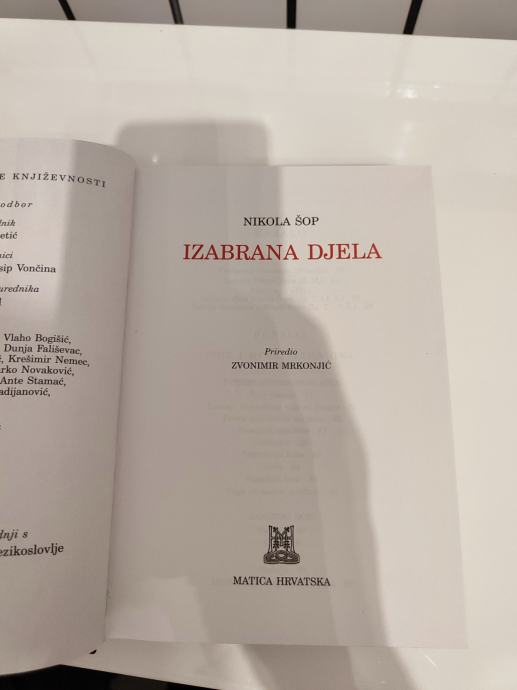 E KNJIŽEVNOSTI
odbor
dnik
etić
nici
sip Vončina
urednika
Vlaho Bogišić,
Dunja Fališevac,
Krešimir Nemec,
rko Novaković,
Ante Stamać,
adijanović,
dnji s
ezikoslovlje
NIKOLA ŠOP
IZABRANA DJELA
Priredio
ZVONIMIR MRKONJIĆ
MATICA HRVATSKA